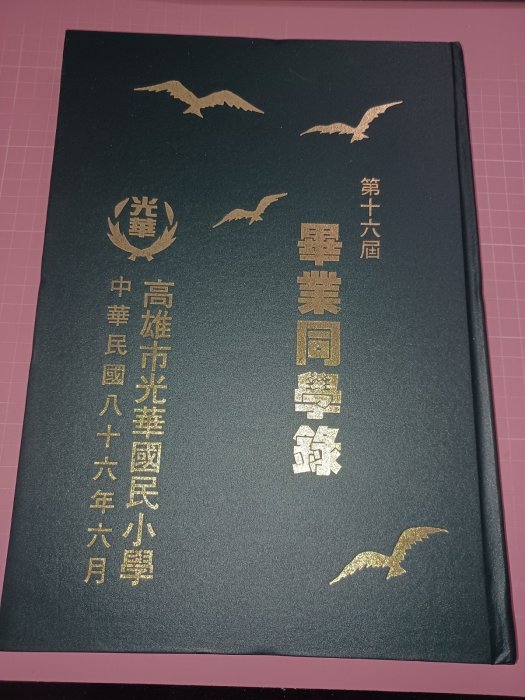 第十六屆
畢業同學錄
光華
高雄市光華國民小學
中華民國八十六年六月